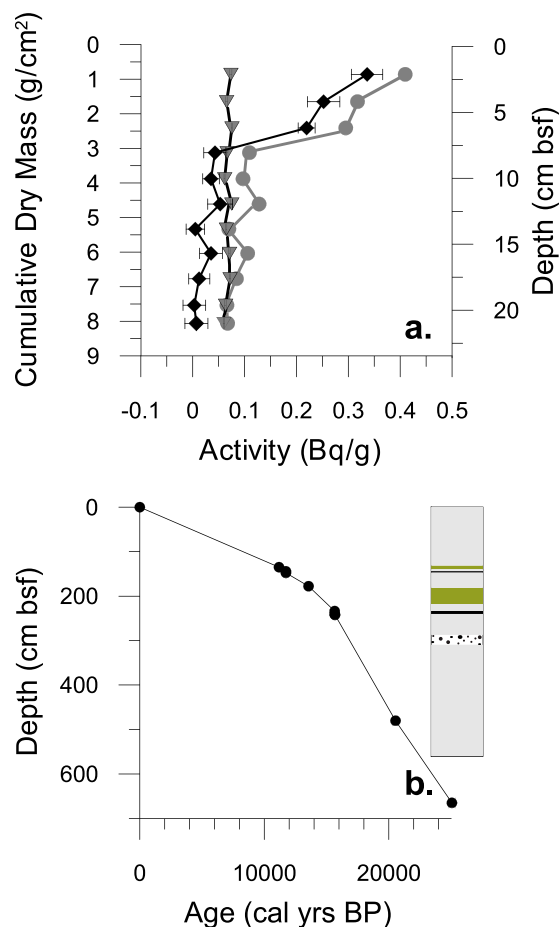 Cumulative Dry Mass (g/cm²)
0
1
2
3
4
5
6
7
8
9
0
5
10
15
20
Depth (cm bsf)
a.
-0.1 0 0.1 0.2 0.3 0.4 0.5
Activity (Bq/g)
Depth (cm bsf)
0
200
400
600
b.
0 10000 20000
Age (cal yrs BP)